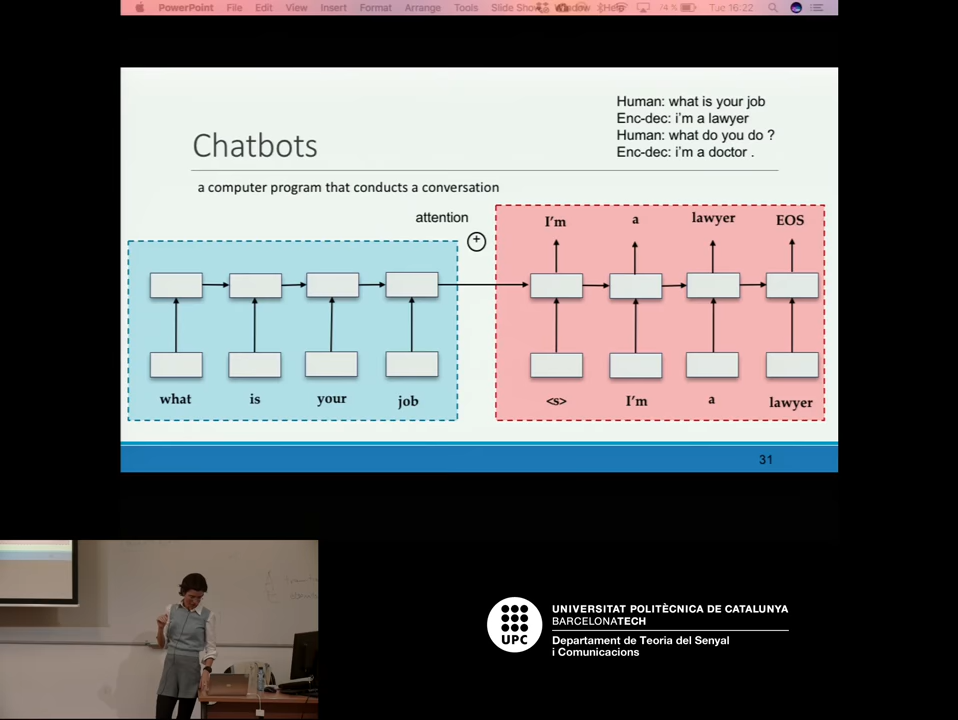 PowerPoint File Edit View Insert Format Arrange Tools Slide Show Window Help Tue 16:22
Human: what is your job
Enc-dec: i'm a lawyer
Human: what do you do ?
Enc-dec: i'm a doctor .
Chatbots
a computer program that conducts a conversation
attention
+
I'm a lawyer EOS
what is your job
<s> I'm a lawyer
31
UPC
UNIVERSITAT POLITÈCNICA DE CATALUNYA
BARCELONATECH
Departament de Teoria del Senyal
i Comunicacions